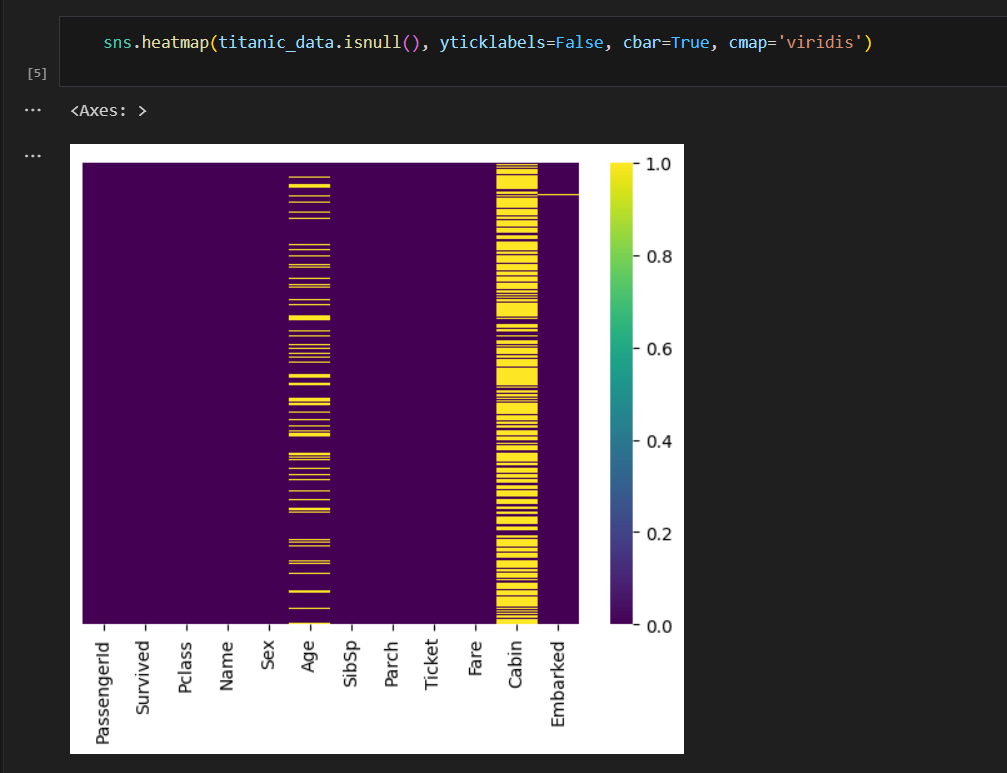 sns.heatmap(titanic_data.isnull(), yticklabels=False, cbar=True, cmap='viridis')
[5]
... <Axes: >
...
1.0
0.8
0.6
0.4
0.2
0.0
PassengerId
Survived
Pclass
Name
Sex
Age
SibSp
Parch
Ticket
Fare
Cabin
Embarked